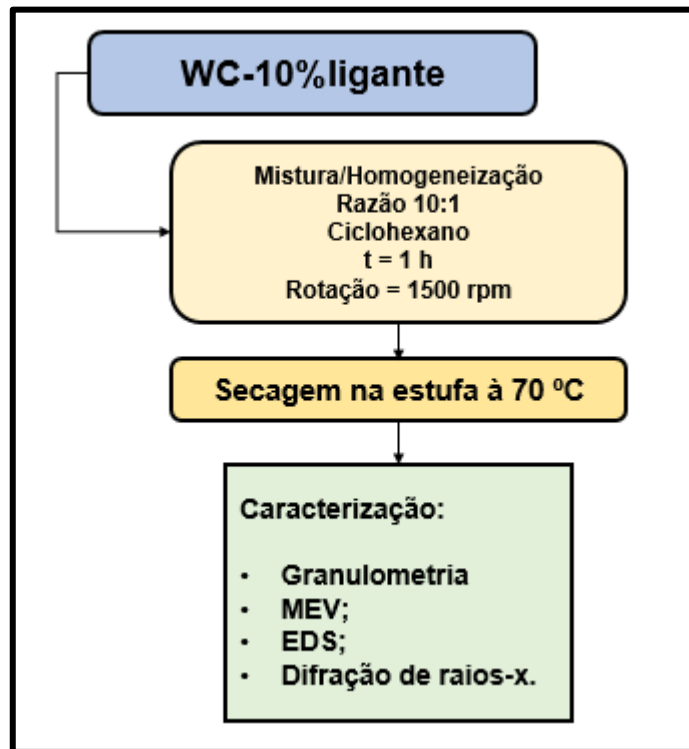 WC-10%ligante
Mistura/Homogeneização
Razão 10:1
Ciclohexano
t = 1 h
Rotação = 1500 rpm
Secagem na estufa à 70 ºC
Caracterização:
• Granulometria
• MEV;
• EDS;
• Difração de raios-x.